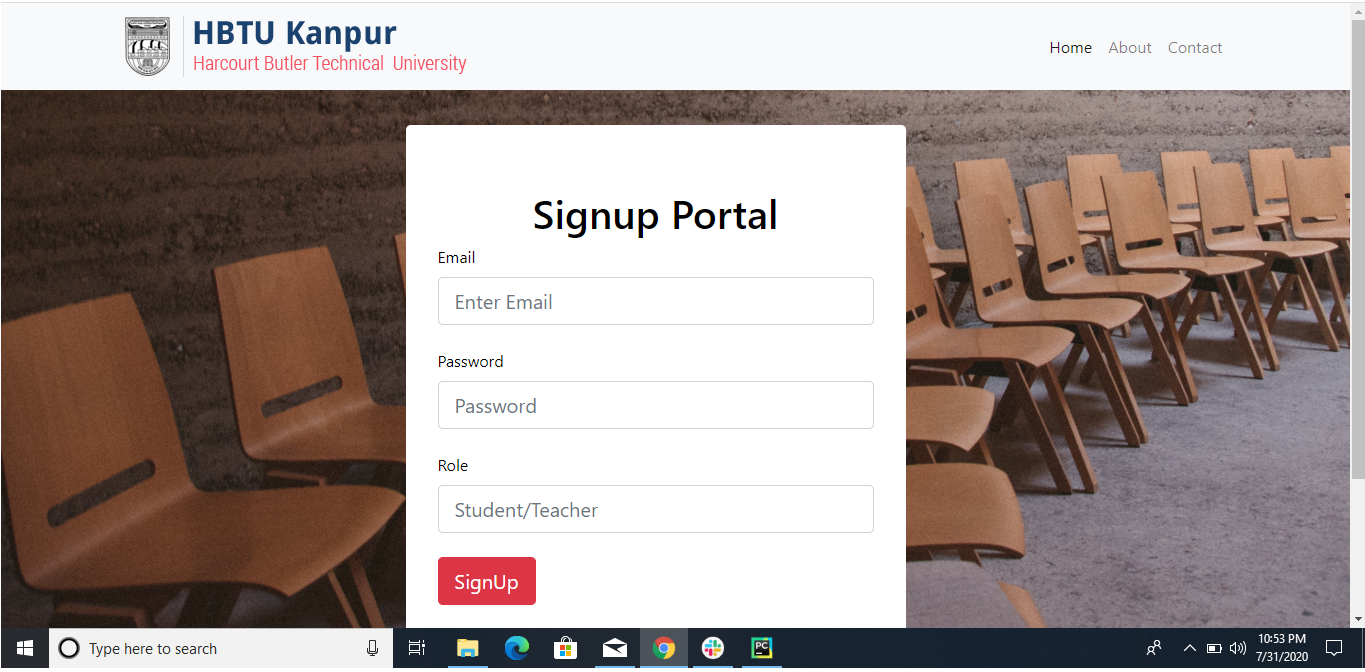 HBTU Kanpur
Harcourt Butler Technical University
Home About Contact
Signup Portal
Email
Enter Email
Password
Password
Role
Student/Teacher
SignUp
Type here to search
PC
10:53 PM
7/31/2020